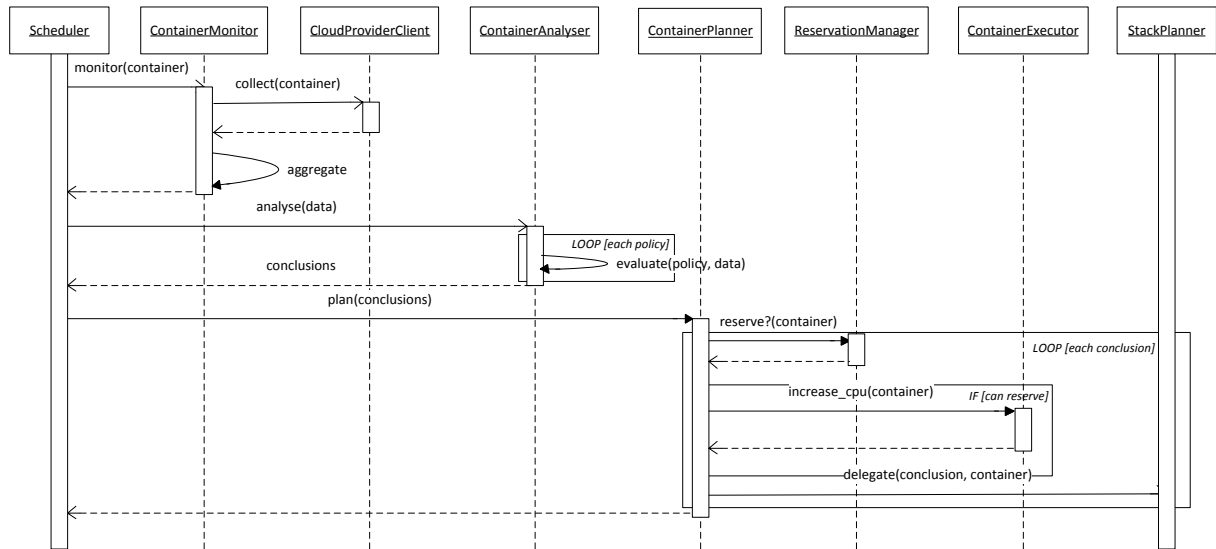 Scheduler
ContainerMonitor
CloudProviderClient
ContainerAnalyser
ContainerPlanner
ReservationManager
ContainerExecutor
StackPlanner
monitor(container)
collect(container)
aggregate
analyse(data)
LOOP [each policy]
evaluate(policy, data)
conclusions
plan(conclusions)
reserve?(container)
LOOP [each conclusion]
increase_cpu(container)
IF [can reserve]
delegate(conclusion, container)